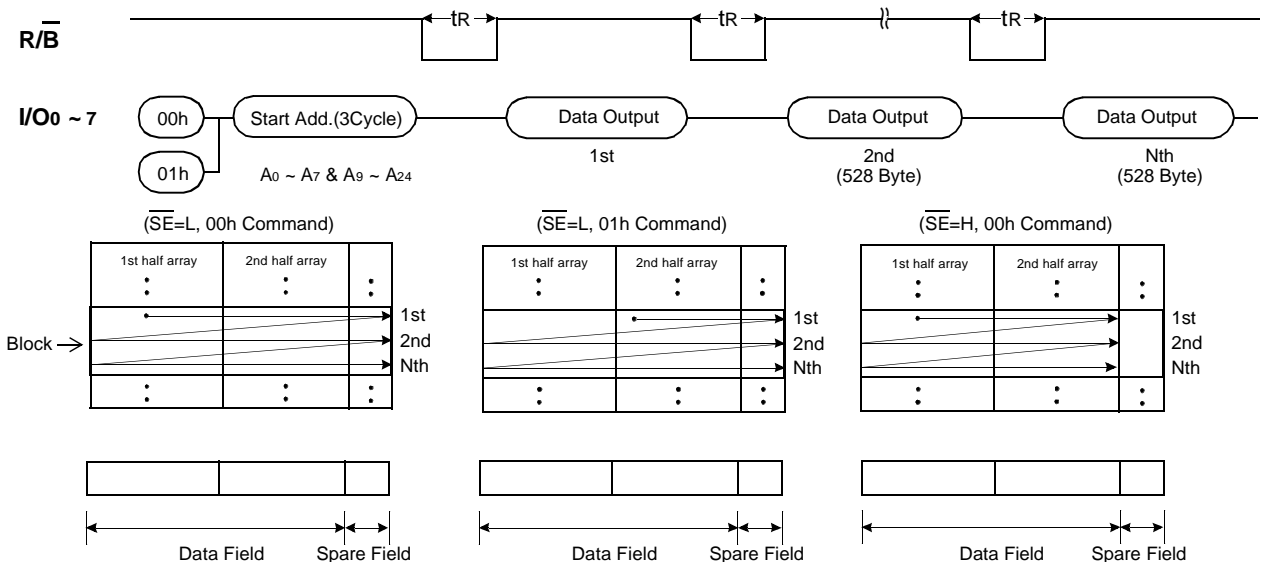 R/B tR tR tR
I/O0 ~ 7 00h Start Add.(3Cycle) Data Output Data Output Data Output
01h A0 ~ A7 & A9 ~ A24 1st 2nd Nth
(528 Byte) (528 Byte)
(SE=L, 00h Command) (SE=L, 01h Command) (SE=H, 00h Command)
1st half array 2nd half array 1st half array 2nd half array 1st half array 2nd half array
1st 1st 1st
Block 2nd 2nd 2nd
Nth Nth Nth
Data Field Spare Field Data Field Spare Field Data Field Spare Field